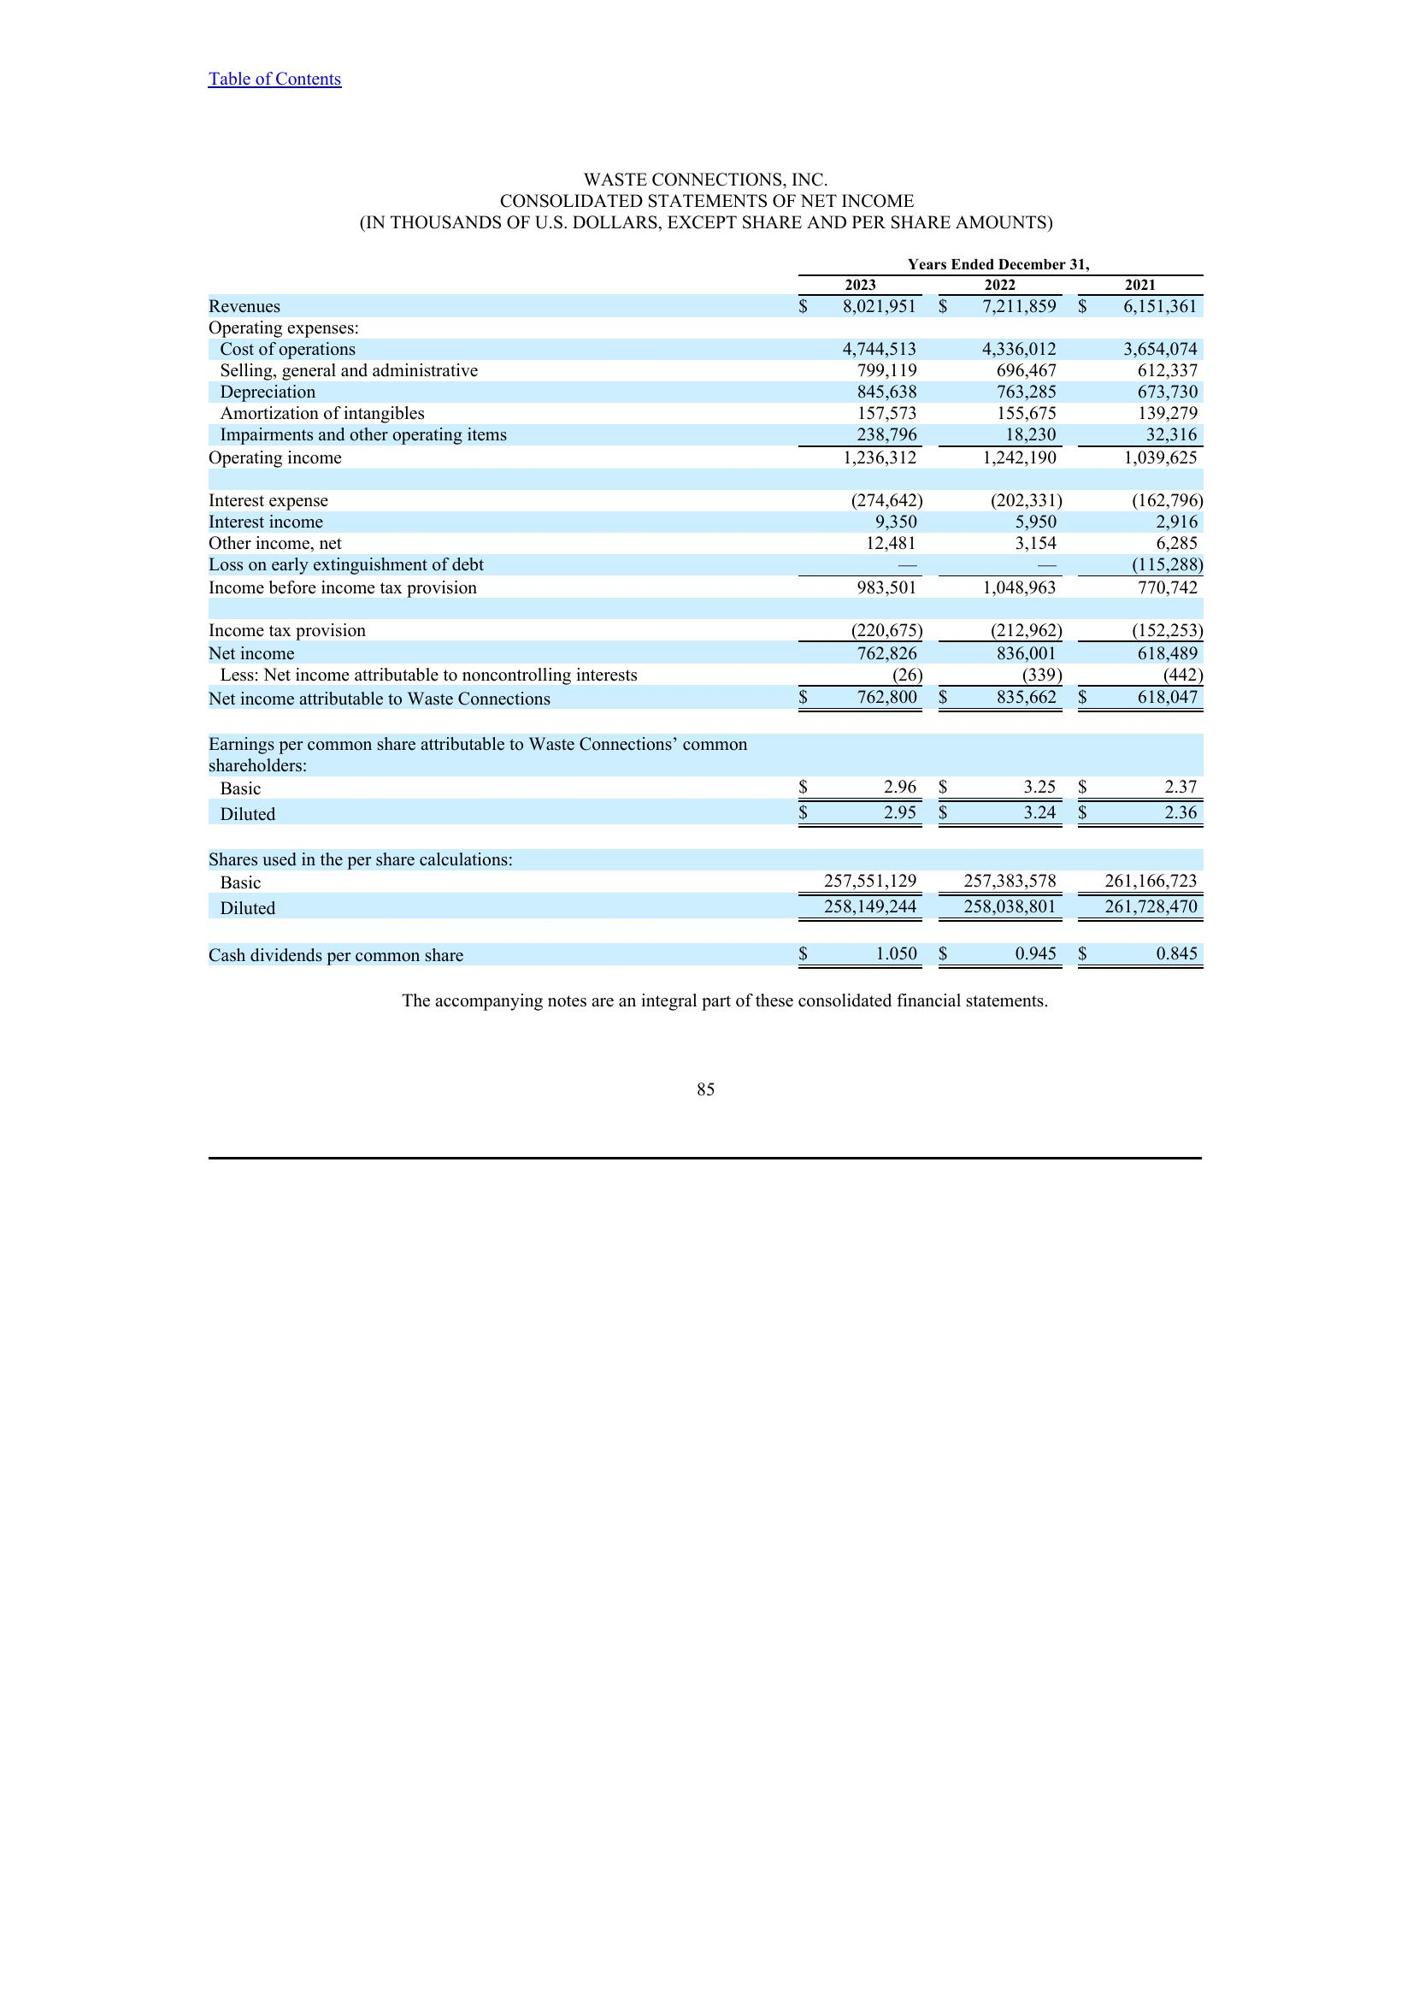 Table of Contents
WASTE CONNECTIONS, INC.
CONSOLIDATED STATEMENTS OF NET INCOME
(IN THOUSANDS OF U.S. DOLLARS, EXCEPT SHARE AND PER SHARE AMOUNTS)
Years Ended December 31,
2023 2022 2021
Revenues $ 8,021,951 $ 7,211,859 $ 6,151,361
Operating expenses:
Cost of operations 4,744,513 4,336,012 3,654,074
Selling, general and administrative 799,119 696,467 612,337
Depreciation 845,638 763,285 673,730
Amortization of intangibles 157,573 155,675 139,279
Impairments and other operating items 238,796 18,230 32,316
Operating income 1,236,312 1,242,190 1,039,625
Interest expense (274,642) (202,331) (162,796)
Interest income 9,350 5,950 2,916
Other income, net 12,481 3,154 6,285
Loss on early extinguishment of debt — — (115,288)
Income before income tax provision 983,501 1,048,963 770,742
Income tax provision (220,675) (212,962) (152,253)
Net income 762,826 836,001 618,489
Less: Net income attributable to noncontrolling interests (26) (339) (442)
Net income attributable to Waste Connections $ 762,800 $ 835,662 $ 618,047
Earnings per common share attributable to Waste Connections’ common
shareholders:
Basic $ 2.96 $ 3.25 $ 2.37
Diluted $ 2.95 $ 3.24 $ 2.36
Shares used in the per share calculations:
Basic 257,551,129 257,383,578 261,166,723
Diluted 258,149,244 258,038,801 261,728,470
Cash dividends per common share $ 1.050 $ 0.945 $ 0.845
The accompanying notes are an integral part of these consolidated financial statements.
85